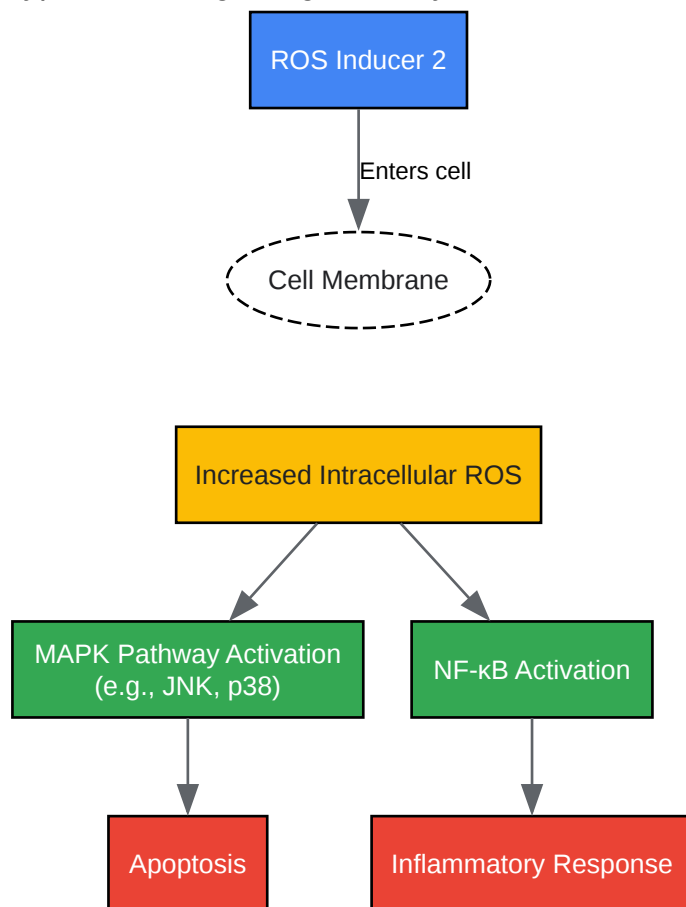 ROS Inducer 2
Enters cell
Cell Membrane
Increased Intracellular ROS
MAPK Pathway Activation
(e.g., JNK, p38)
NF-κB Activation
Apoptosis
Inflammatory Response